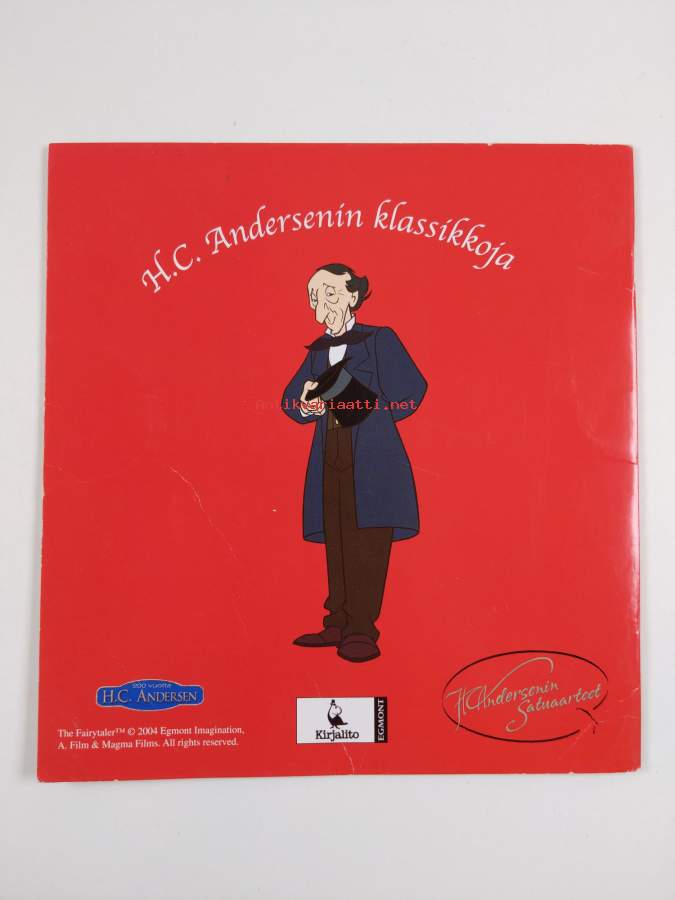 H.C. Andersenin klassikkoja
Antikvariaatti.net
200 vuotta
H.C. ANDERSEN
The Fairytaler™ © 2004 Egmont Imagination,
A. Film & Magma Films. All rights reserved.
Kirjalito
EGMONT
HCAndersenin
Satuaarteet